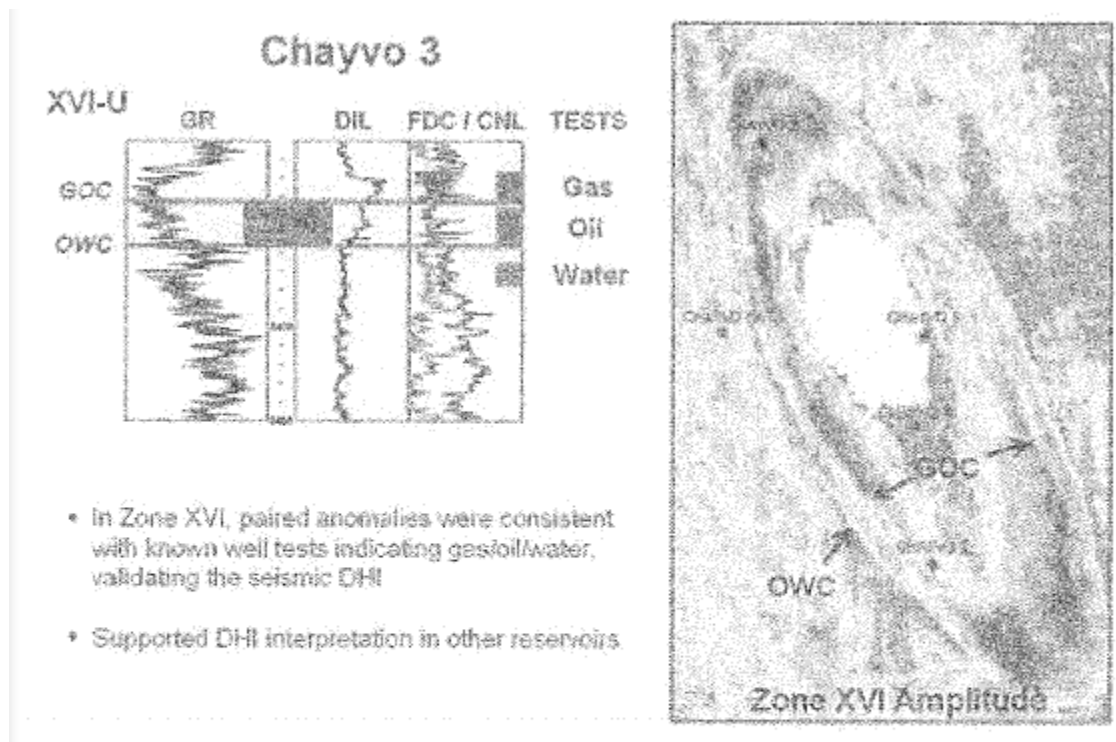 Chayvo 3
XVI-U
GR DIL FDC / CNL TESTS
GOC
OWC
Gas
Oil
Water
• In Zone XVI, paired anomalies were consistent
with known well tests indicating gas/oil/water,
validating the seismic DHI
• Supported DHI interpretation in other reservoirs
GOC
OWC
Zone XVI Amplitude